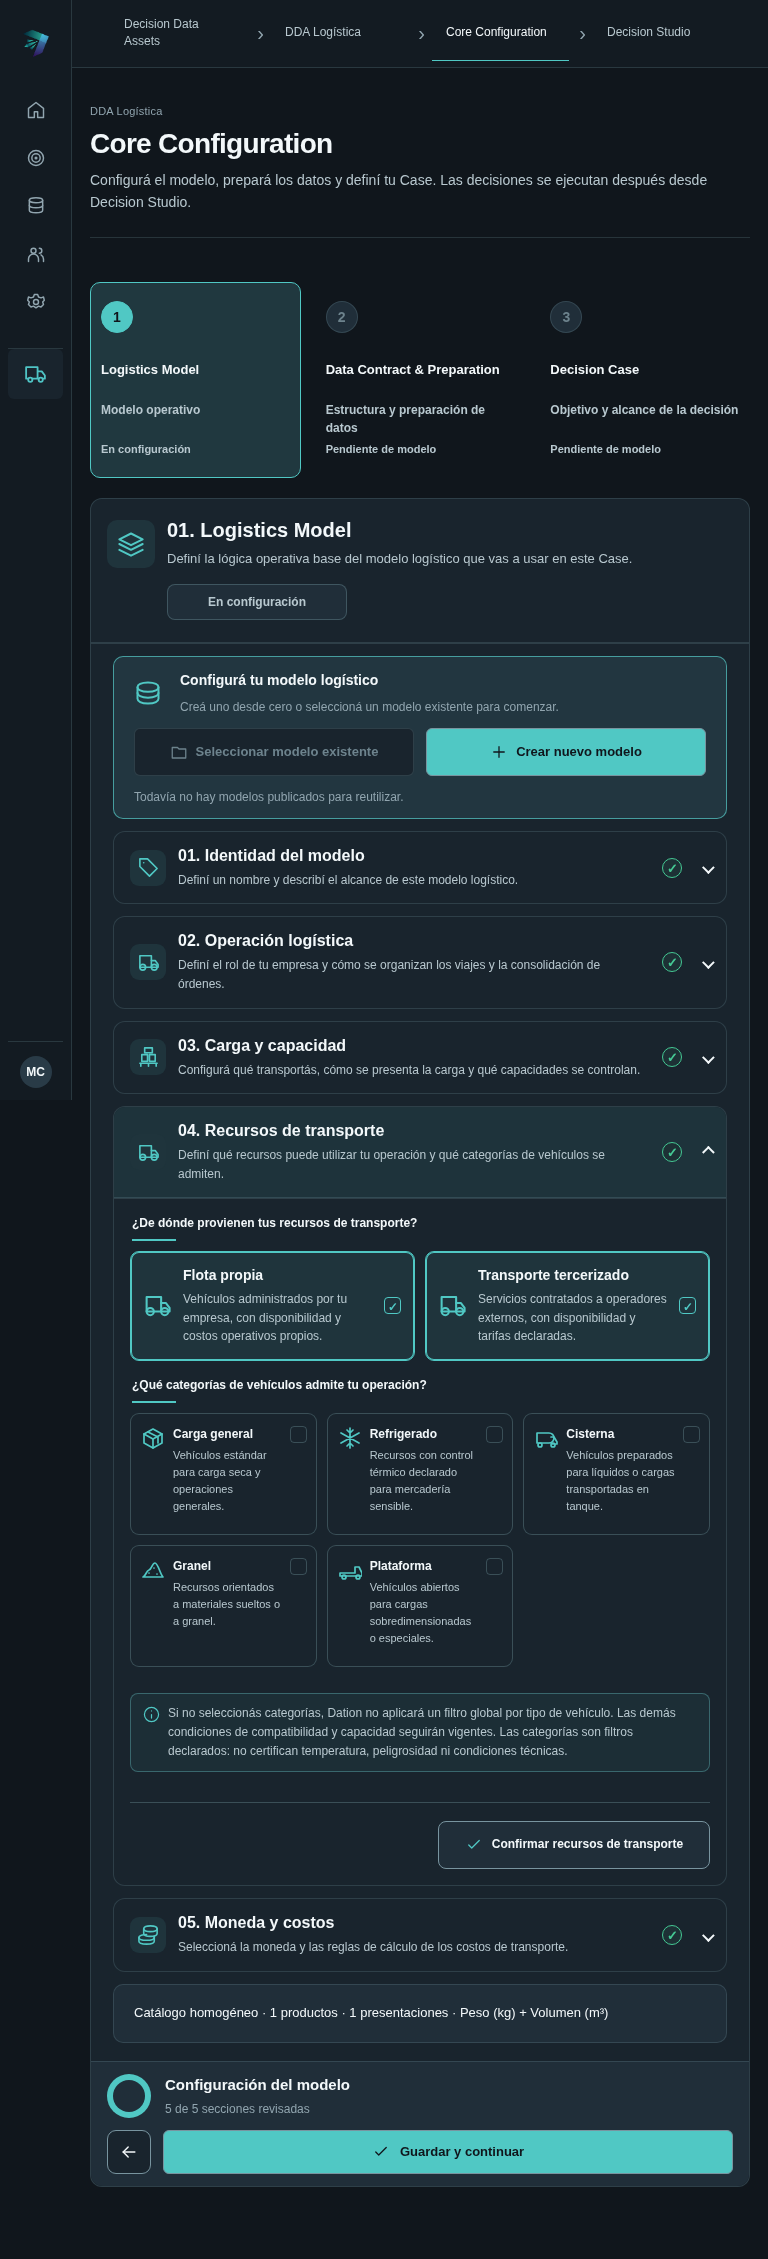 Decision Data
Assets
DDA Logística
Core Configuration
Decision Studio
DDA Logística
Core Configuration
Configurá el modelo, prepará los datos y definí tu Case. Las decisiones se ejecutan después desde
Decision Studio.
1
2
3
Logistics Model
Data Contract & Preparation
Decision Case
Modelo operativo
Estructura y preparación de
datos
Objetivo y alcance de la decisión
En configuración
Pendiente de modelo
Pendiente de modelo
01. Logistics Model
Definí la lógica operativa base del modelo logístico que vas a usar en este Case.
En configuración
Configurá tu modelo logístico
Creá uno desde cero o seleccioná un modelo existente para comenzar.
Seleccionar modelo existente
Crear nuevo modelo
Todavía no hay modelos publicados para reutilizar.
01. Identidad del modelo
Definí un nombre y describí el alcance de este modelo logístico.
02. Operación logística
Definí el rol de tu empresa y cómo se organizan los viajes y la consolidación de
órdenes.
03. Carga y capacidad
Configurá qué transportás, cómo se presenta la carga y qué capacidades se controlan.
MC
04. Recursos de transporte
Definí qué recursos puede utilizar tu operación y qué categorías de vehículos se
admiten.
¿De dónde provienen tus recursos de transporte?
Flota propia
Vehículos administrados por tu
empresa, con disponibilidad y
costos operativos propios.
Transporte tercerizado
Servicios contratados a operadores
externos, con disponibilidad y
tarifas declaradas.
¿Qué categorías de vehículos admite tu operación?
Carga general
Vehículos estándar
para carga seca y
operaciones
generales.
Refrigerado
Recursos con control
térmico declarado
para mercadería
sensible.
Cisterna
Vehículos preparados
para líquidos o cargas
transportadas en
tanque.
Granel
Recursos orientados
a materiales sueltos o
a granel.
Plataforma
Vehículos abiertos
para cargas
sobredimensionadas
o especiales.
Si no seleccionás categorías, Dation no aplicará un filtro global por tipo de vehículo. Las demás
condiciones de compatibilidad y capacidad seguirán vigentes. Las categorías son filtros
declarados: no certifican temperatura, peligrosidad ni condiciones técnicas.
Confirmar recursos de transporte
05. Moneda y costos
Seleccioná la moneda y las reglas de cálculo de los costos de transporte.
Catálogo homogéneo · 1 productos · 1 presentaciones · Peso (kg) + Volumen (m³)
Configuración del modelo
5 de 5 secciones revisadas
Guardar y continuar